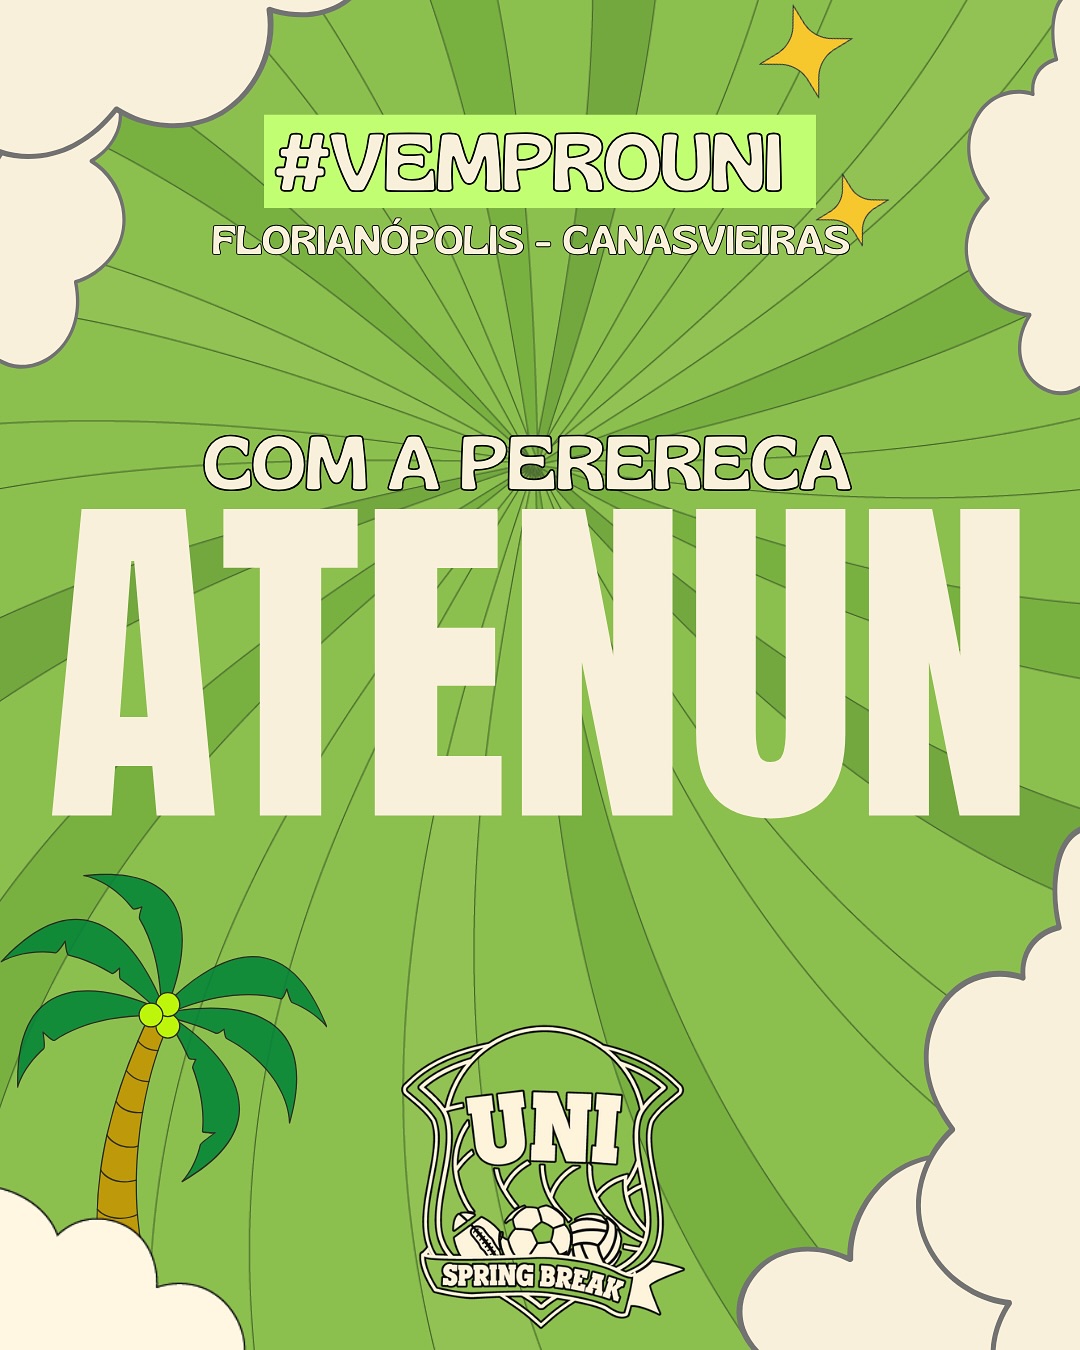 #VEMPROUNI
FLORIANÓPOLIS - CANASVIEIRAS
COM A PERERECA
ATENUN
UNI
SPRING BREAK